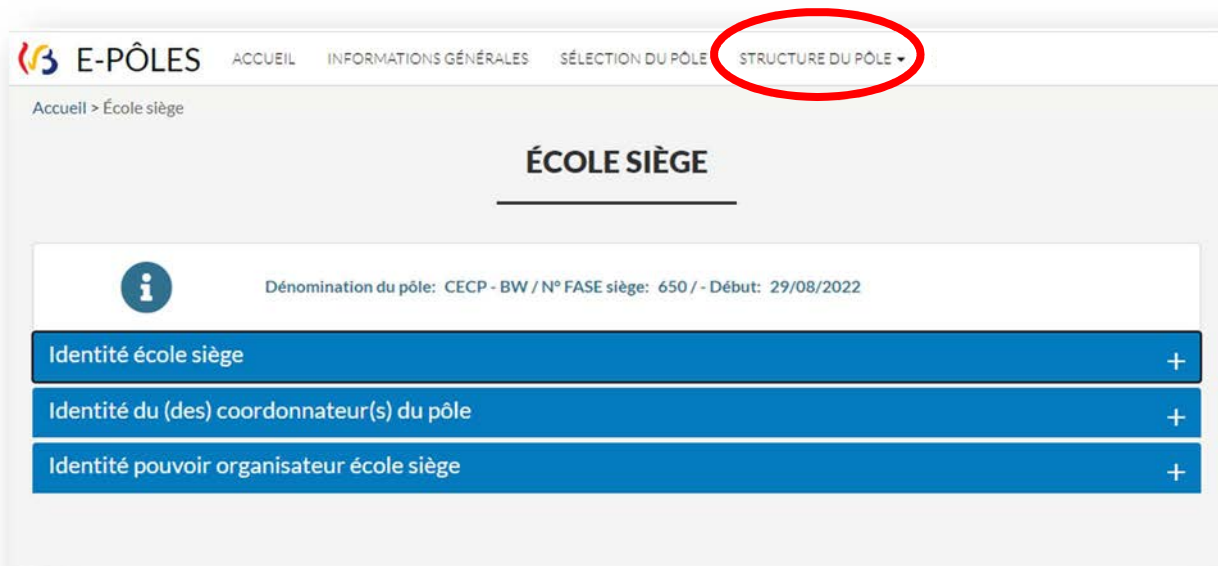 E-PÔLES ACCUEIL INFORMATIONS GÉNÉRALES SÉLECTION DU PÔLE STRUCTURE DU PÔLE
Accueil > École siège
ÉCOLE SIÈGE
Dénomination du pôle: CECP - BW / N° FASE siège: 650 / - Début: 29/08/2022
Identité école siège +
Identité du (des) coordonnateur(s) du pôle +
Identité pouvoir organisateur école siège +